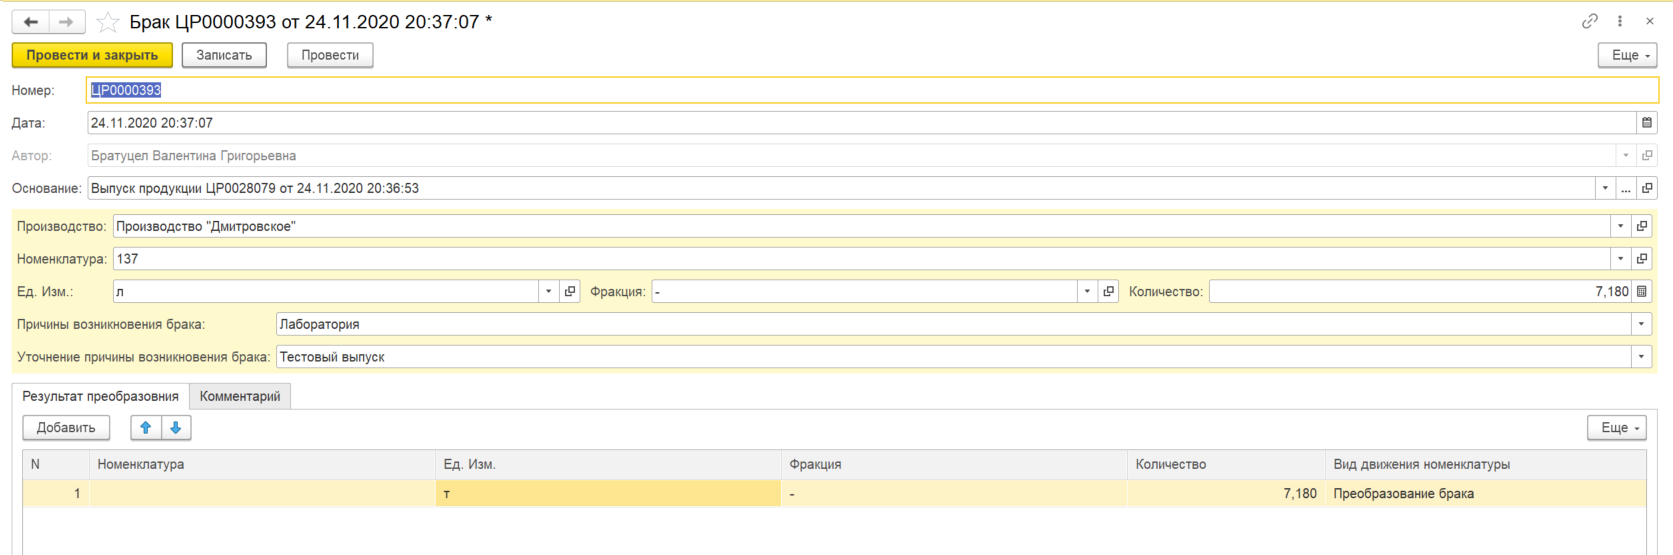 Брак ЦР0000393 от 24.11.2020 20:37:07 *
Провести и закрыть Записать Провести Еще
Номер: ЦР0000393
Дата: 24.11.2020 20:37:07
Автор: Братуцел Валентина Григорьевна
Основание: Выпуск продукции ЦР0028079 от 24.11.2020 20:36:53 ...
Производство: Производство "Дмитровское"
Номенклатура: 137
Ед. Изм.: л Фракция: - Количество: 7,180
Причины возникновения брака: Лаборатория
Уточнение причины возникновения брака: Тестовый выпуск
Результат преобразовния Комментарий
Добавить Еще
N Номенклатура Ед. Изм. Фракция Количество Вид движения номенклатуры
1 т - 7,180 Преобразование брака